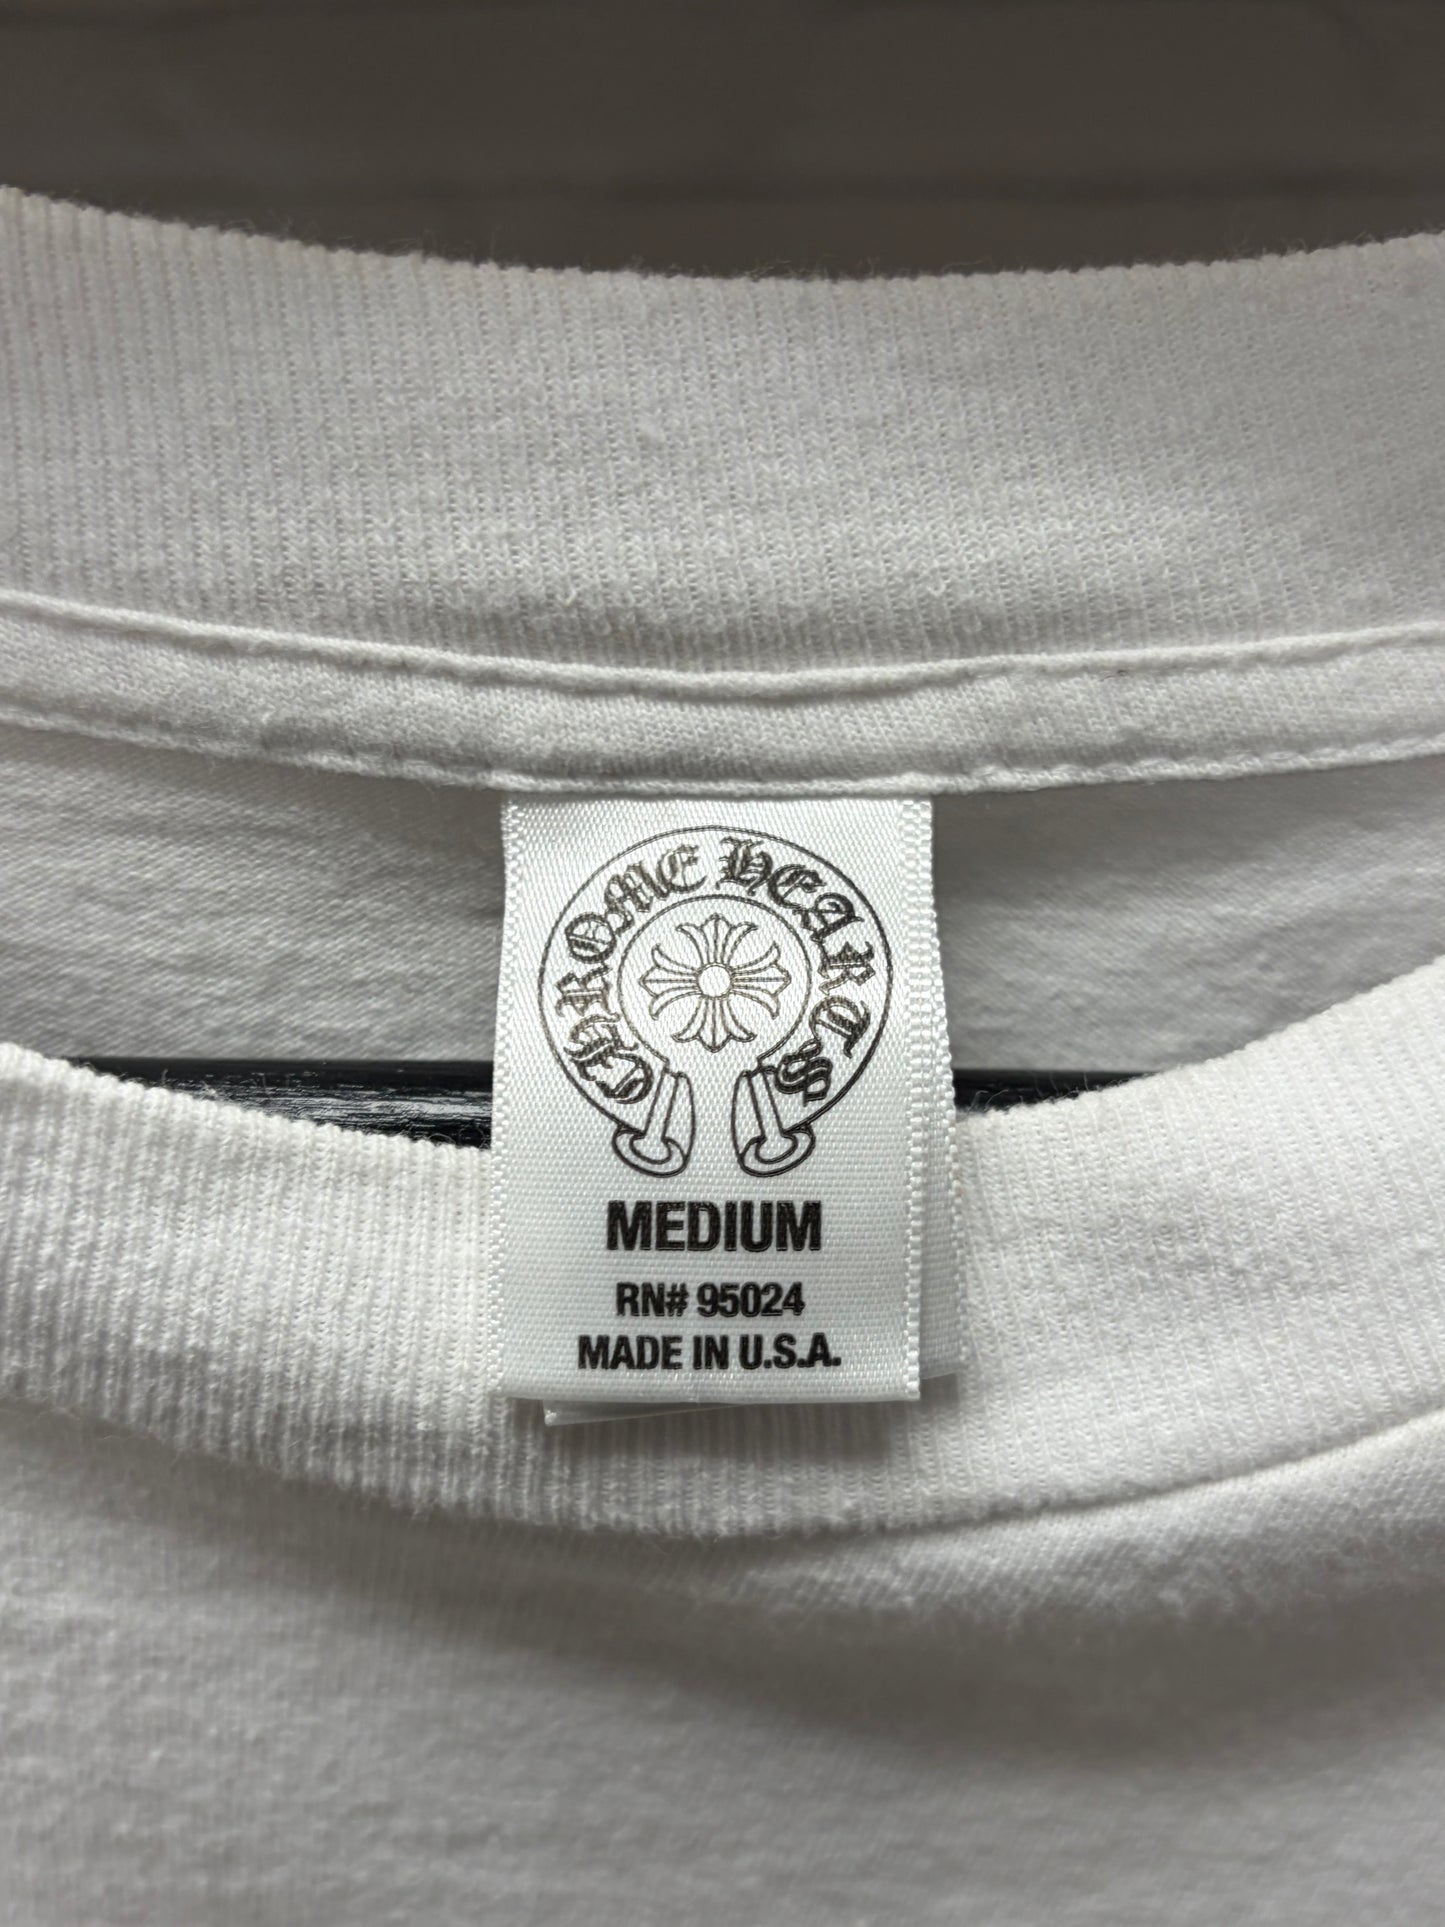 CHROME HEARTS
MEDIUM
RN# 95024
MADE IN U.S.A.